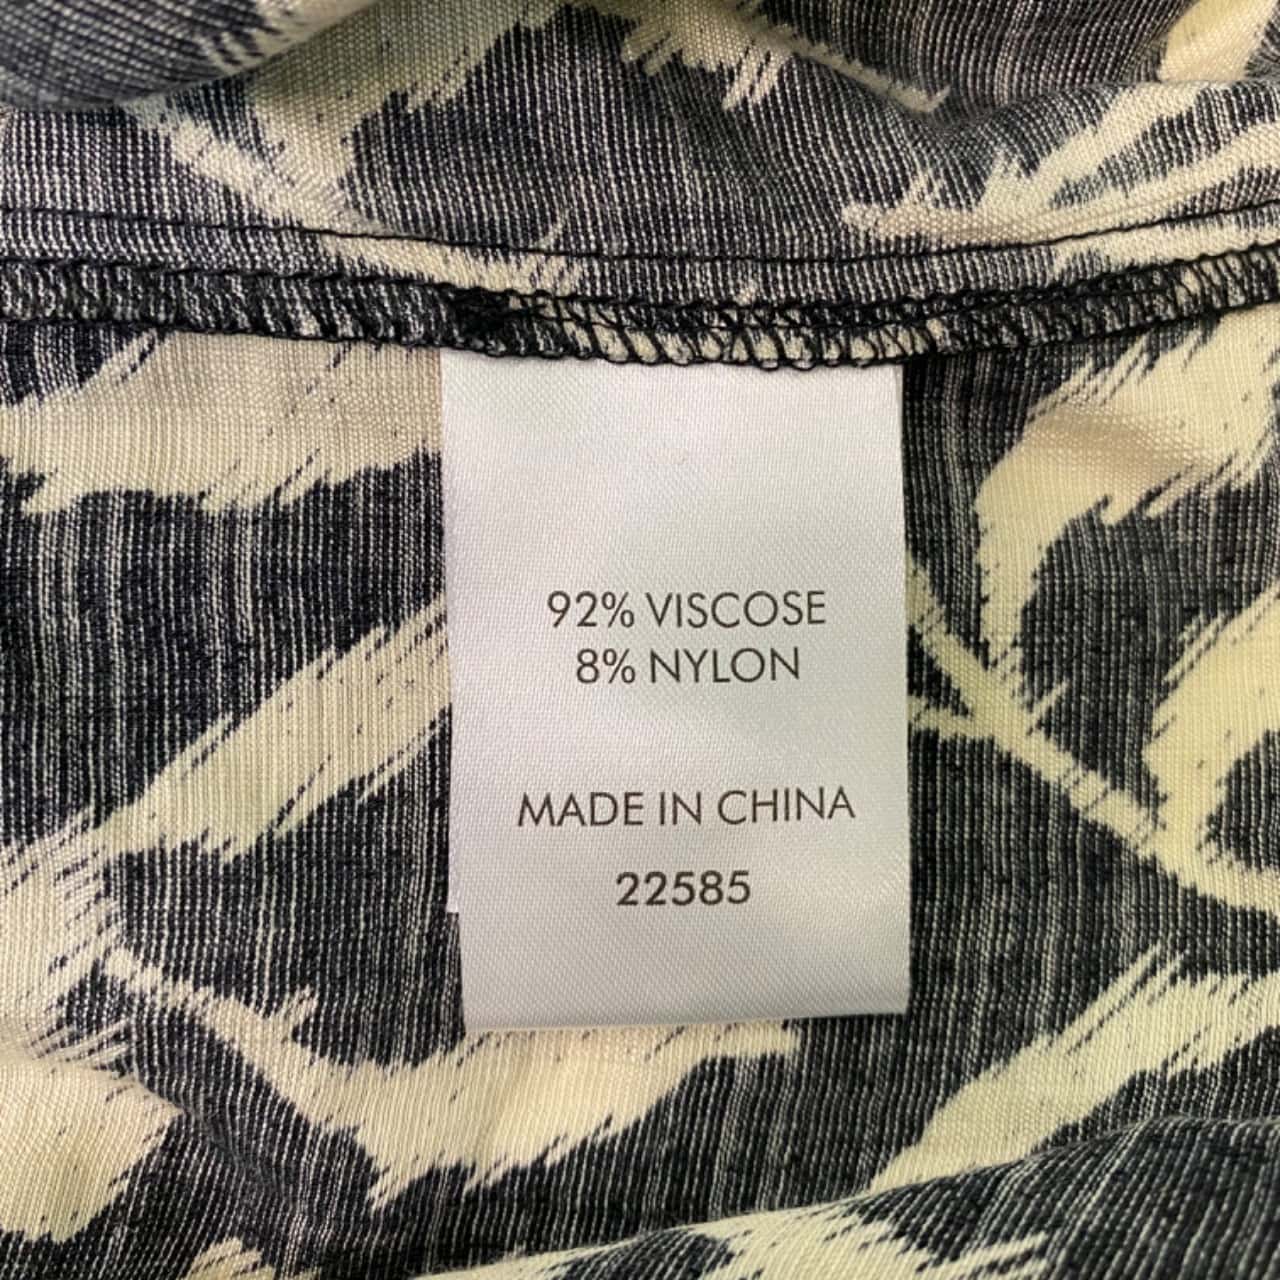 92% VISCOSE
8% NYLON
MADE IN CHINA
22585